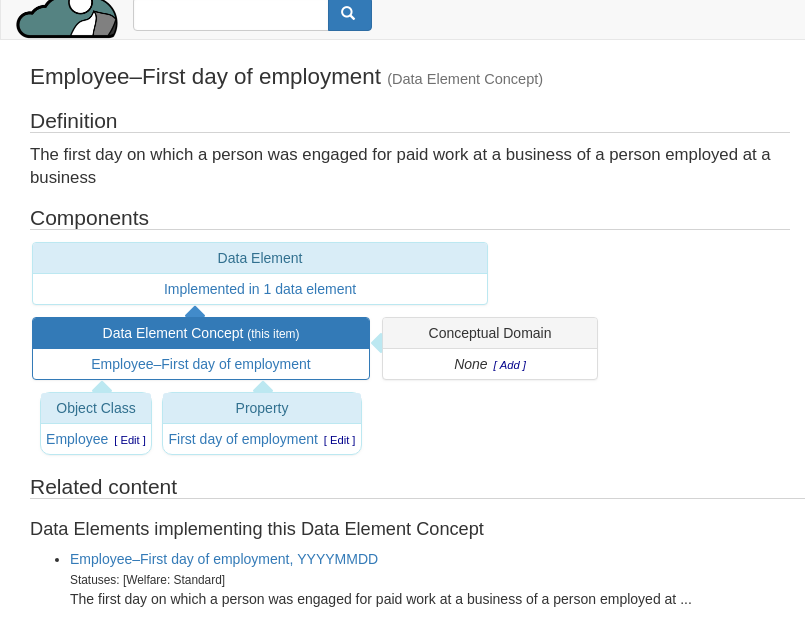 Employee–First day of employment (Data Element Concept)
Definition
The first day on which a person was engaged for paid work at a business of a person employed at a
business
Components
Data Element
Implemented in 1 data element
Data Element Concept (this item)
Conceptual Domain
Employee–First day of employment
None [ Add ]
Object Class
Property
Employee [ Edit ]
First day of employment [ Edit ]
Related content
Data Elements implementing this Data Element Concept
• Employee–First day of employment, YYYYMMDD
Statuses: [Welfare: Standard]
The first day on which a person was engaged for paid work at a business of a person employed at ...